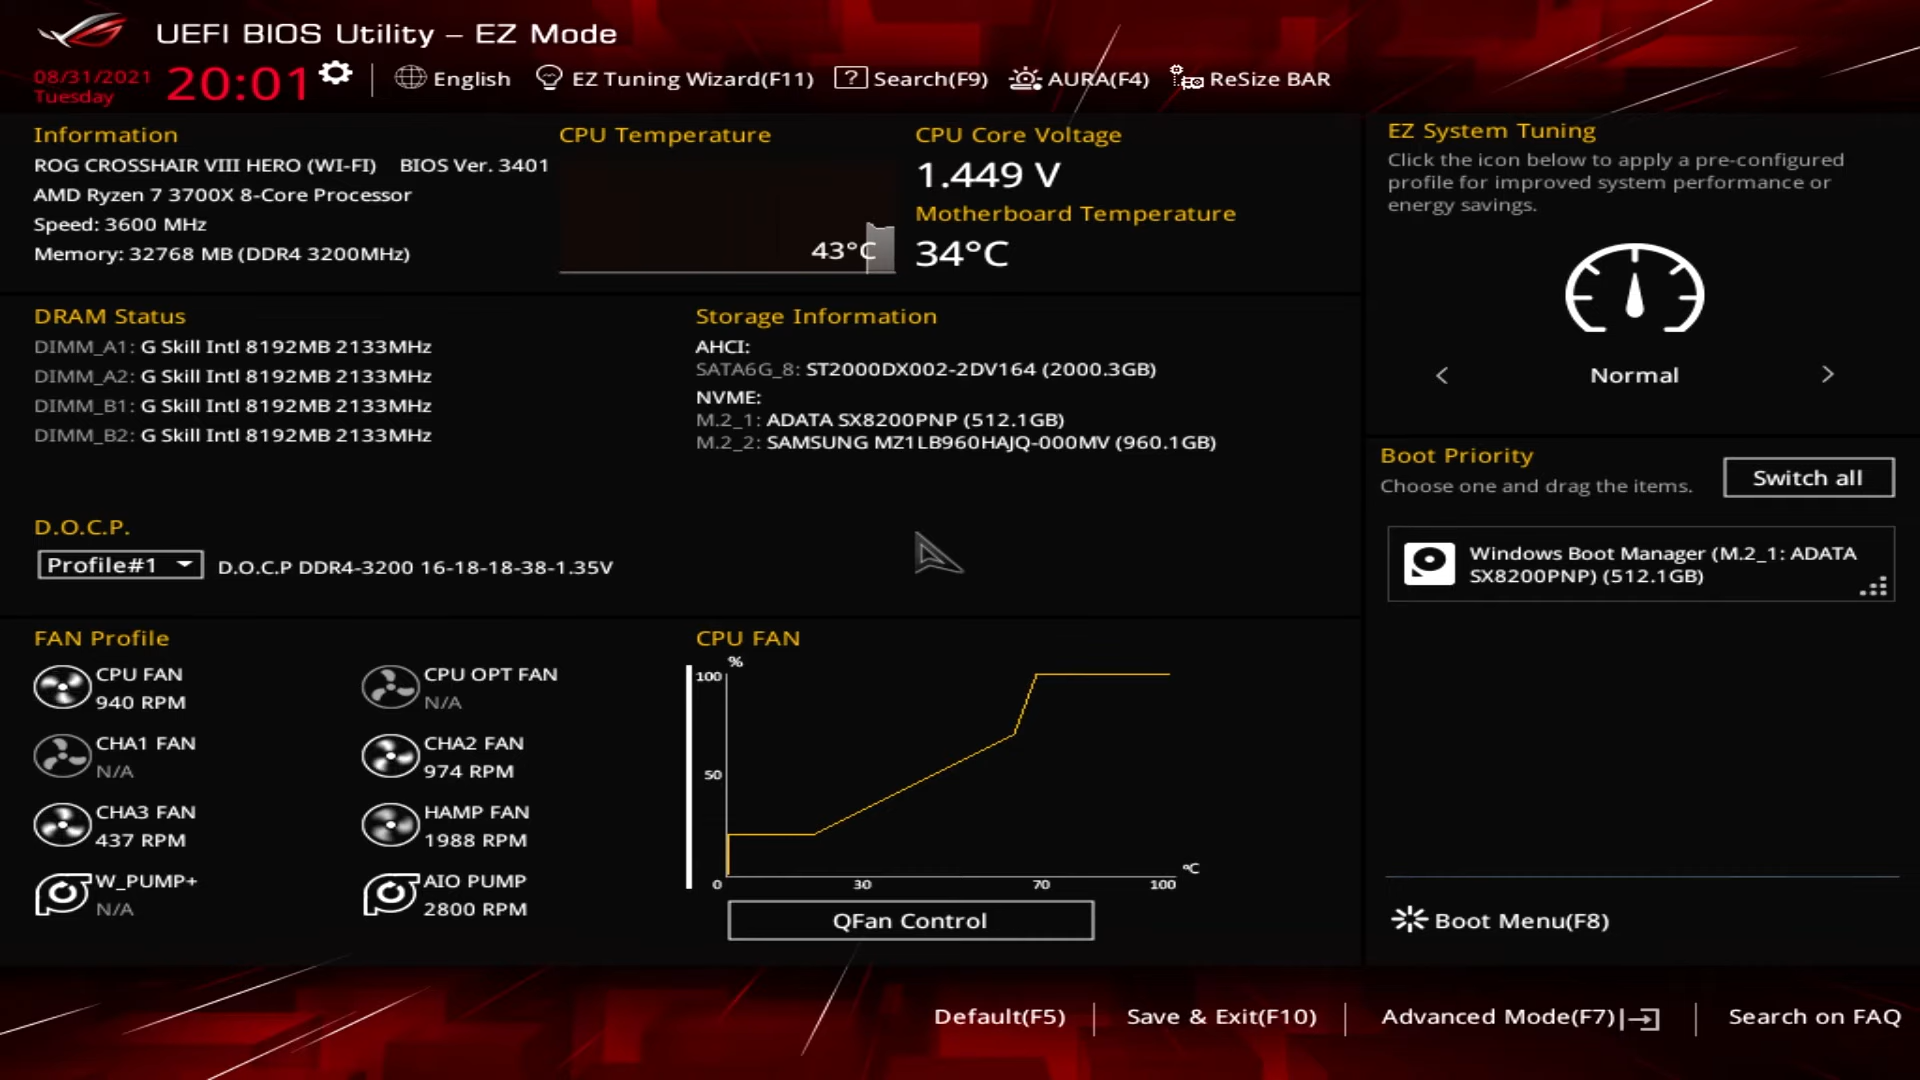 UEFI BIOS Utility – EZ Mode
08/31/2021
Tuesday
20:01
English
EZ Tuning Wizard(F11)
Search(F9)
AURA(F4)
ReSize BAR
Information
ROG CROSSHAIR VIII HERO (WI-FI) BIOS Ver. 3401
AMD Ryzen 7 3700X 8-Core Processor
Speed: 3600 MHz
Memory: 32768 MB (DDR4 3200MHz)
CPU Temperature
43°C
CPU Core Voltage
1.449 V
Motherboard Temperature
34°C
EZ System Tuning
Click the icon below to apply a pre-configured
profile for improved system performance or
energy savings.
Normal
DRAM Status
DIMM_A1: G Skill Intl 8192MB 2133MHz
DIMM_A2: G Skill Intl 8192MB 2133MHz
DIMM_B1: G Skill Intl 8192MB 2133MHz
DIMM_B2: G Skill Intl 8192MB 2133MHz
Storage Information
AHCI:
SATA6G_8: ST2000DX002-2DV164 (2000.3GB)
NVME:
M.2_1: ADATA SX8200PNP (512.1GB)
M.2_2: SAMSUNG MZ1LB960HAJQ-000MV (960.1GB)
Boot Priority
Choose one and drag the items.
Switch all
Windows Boot Manager (M.2_1: ADATA
SX8200PNP) (512.1GB)
D.O.C.P.
Profile#1
D.O.C.P DDR4-3200 16-18-18-38-1.35V
FAN Profile
CPU FAN
940 RPM
CPU OPT FAN
N/A
CHA1 FAN
N/A
CHA2 FAN
974 RPM
CHA3 FAN
437 RPM
HAMP FAN
1988 RPM
W_PUMP+
N/A
AIO PUMP
2800 RPM
CPU FAN
%
100
50
0
30
70
100
°C
QFan Control
Boot Menu(F8)
Default(F5)
Save & Exit(F10)
Advanced Mode(F7)
Search on FAQ